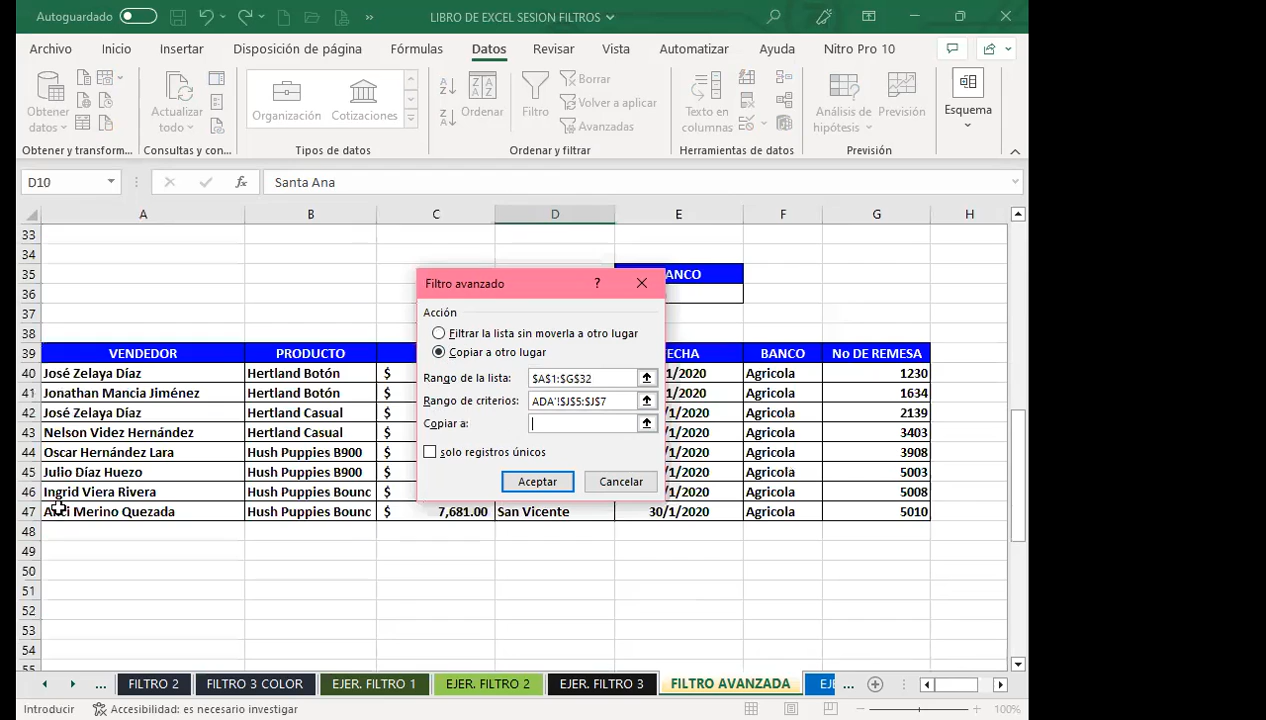 Autoguardado
LIBRO DE EXCEL SESION FILTROS
Archivo Inicio Insertar Disposición de página Fórmulas Datos Revisar Vista Automatizar Ayuda Nitro Pro 10
Obtener datos
Actualizar todo
Organización Cotizaciones
Ordenar
Filtro
Borrar
Volver a aplicar
Avanzadas
Texto en columnas
Análisis de hipótesis
Previsión
Esquema
Obtener y transform... Consultas y con... Tipos de datos Ordenar y filtrar Herramientas de datos Previsión
D10 fx Santa Ana
A B C D E F G H
33
34
35 ANCO
36
37
38
39 VENDEDOR PRODUCTO ECHA BANCO No DE REMESA
40 José Zelaya Díaz Hertland Botón $ 1/2020 Agricola 1230
41 Jonathan Mancia Jiménez Hertland Botón $ 1/2020 Agricola 1634
42 José Zelaya Díaz Hertland Casual $ 1/2020 Agricola 2139
43 Nelson Videz Hernández Hertland Casual $ 1/2020 Agricola 3403
44 Oscar Hernández Lara Hush Puppies B900 $ 1/2020 Agricola 3908
45 Julio Díaz Huezo Hush Puppies B900 $ 1/2020 Agricola 5003
46 Ingrid Viera Rivera Hush Puppies Bounc $ 1/2020 Agricola 5008
47 Merino Quezada Hush Puppies Bounc $ 7,681.00 San Vicente 30/1/2020 Agricola 5010
48
49
50
51
52
53
54
55
Filtro avanzado ?
Acción
Filtrar la lista sin moverla a otro lugar
Copiar a otro lugar
Rango de la lista: $A$1:$G$32
Rango de criterios: ADA'!$J$5:$J$7
Copiar a:
Solo registros únicos
Aceptar Cancelar
... FILTRO 2 FILTRO 3 COLOR EJER. FILTRO 1 EJER. FILTRO 2 EJER. FILTRO 3 FILTRO AVANZADA EJE ...
Introducir Accesibilidad: es necesario investigar 100%